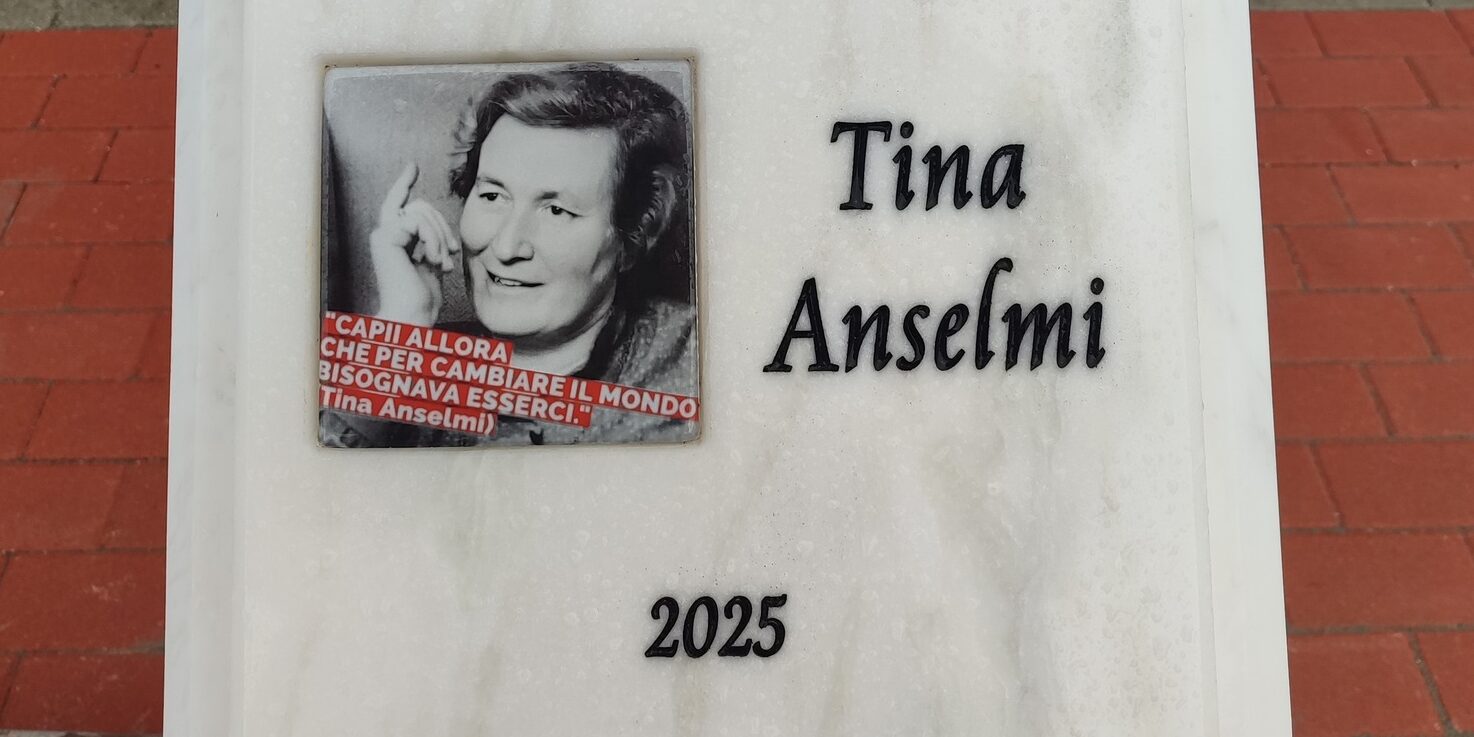 "CAPII ALLORA
CHE PER CAMBIARE IL MONDO
BISOGNAVA ESSERCI."
Tina Anselmi)
Tina
Anselmi
2025